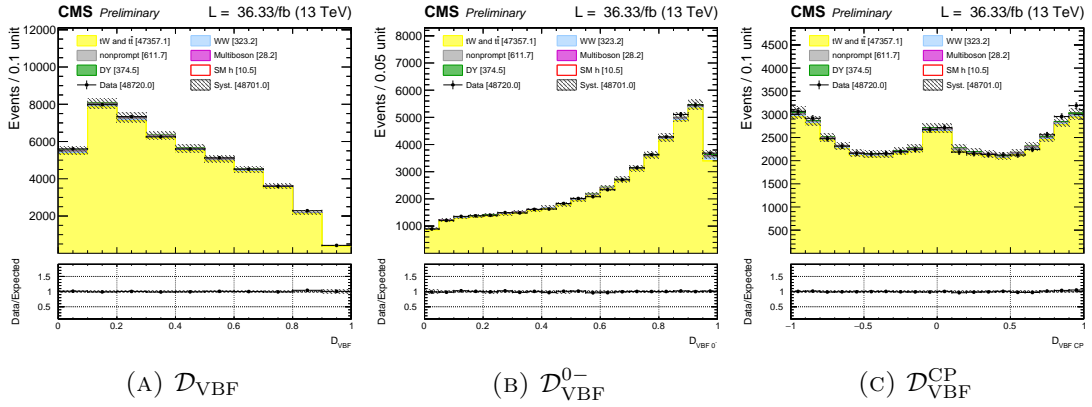 CMS Preliminary L = 36.33/fb (13 TeV)
Events / 0.1 unit
12000
10000
8000
6000
4000
2000
tW and tt̄ [47357.1] WW [323.2]
nonprompt [611.7] Multiboson [28.2]
DY [374.5] SM h [10.5]
Data [48720.0] Syst. [48701.0]
Data/Expected
1.5
1
0.5
0 0.2 0.4 0.6 0.8 1
D VBF
(A) D VBF
CMS Preliminary L = 36.33/fb (13 TeV)
Events / 0.05 unit
8000
7000
6000
5000
4000
3000
2000
1000
tW and tt̄ [47357.1] WW [323.2]
nonprompt [611.7] Multiboson [28.2]
DY [374.5] SM h [10.5]
Data [48720.0] Syst. [48701.0]
Data/Expected
1.5
1
0.5
0 0.2 0.4 0.6 0.8 1
D VBF 0-
(B) D 0− VBF
CMS Preliminary L = 36.33/fb (13 TeV)
Events / 0.1 unit
4500
4000
3500
3000
2500
2000
1500
1000
500
tW and tt̄ [47357.1] WW [323.2]
nonprompt [611.7] Multiboson [28.2]
DY [374.5] SM h [10.5]
Data [48720.0] Syst. [48701.0]
Data/Expected
1.5
1
0.5
−1 −0.5 0 0.5 1
D VBF CP
(C) D CP VBF